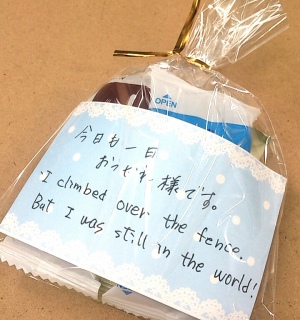 OPEN
今日も一日
おつかれ様です。
I climbed over the fence.
But I was still in the world!